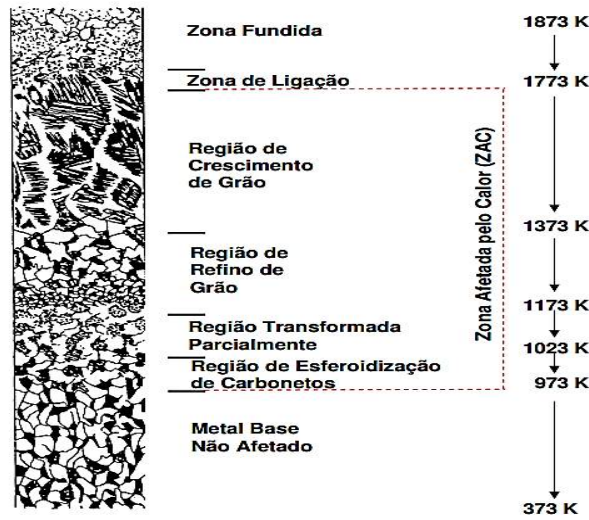 Zona Fundida
Zona de Ligação
Região de
Crescimento
de Grão
Região de
Refino de
Grão
Região Transformada
Parcialmente
Região de Esferoidização
de Carbonetos
Metal Base
Não Afetado
Zona Afetada pelo Calor (ZAC)
1873 K
1773 K
1373 K
1173 K
1023 K
973 K
373 K